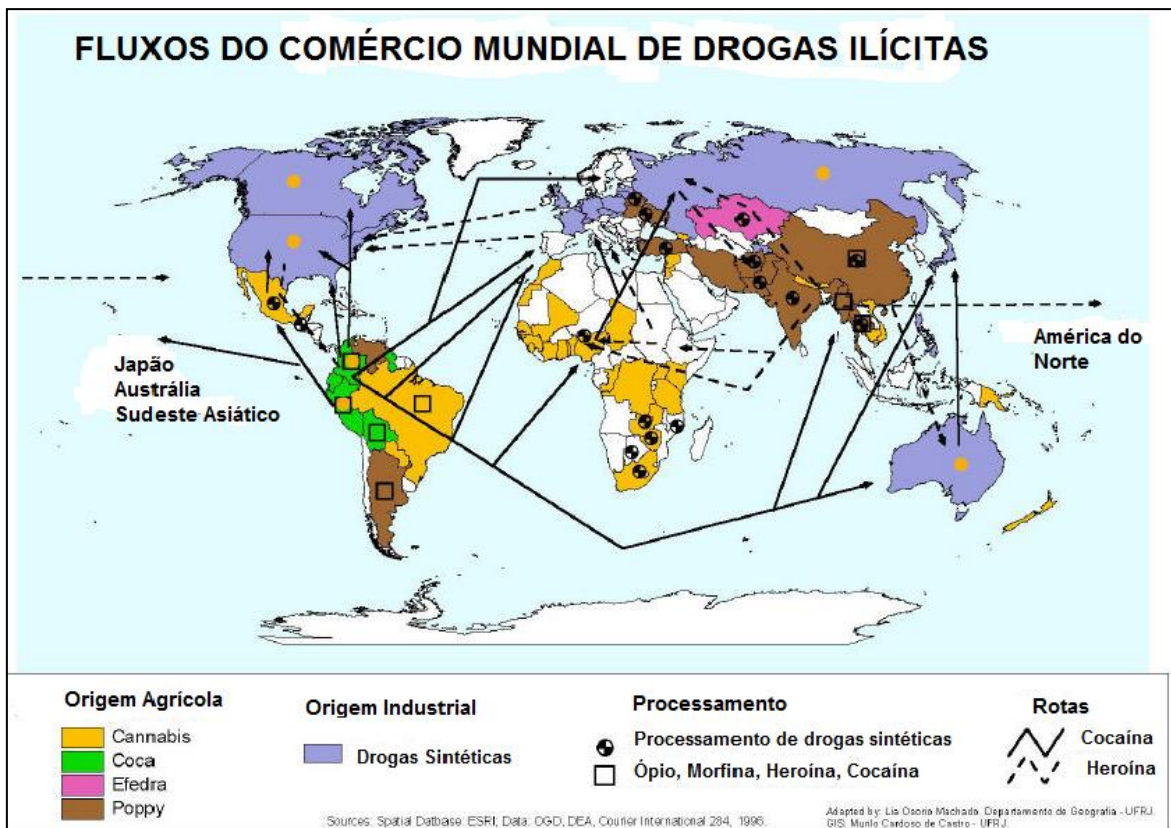 FLUXOS DO COMÉRCIO MUNDIAL DE DROGAS ILÍCITAS
Japão
Austrália
Sudeste Asiático
América do
Norte
Origem Agrícola
Cannabis
Coca
Efedra
Poppy
Origem Industrial
Drogas Sintéticas
Processamento
Processamento de drogas sintéticas
Ópio, Morfina, Heroína, Cocaína
Rotas
Cocaína
Heroína
Sources: Spatial Datbase: ESRI; Data: OGD, DEA, Courier International 284, 1996.
Adapted by: Lia Osorio Machado. Departamento de Geografia - UFRJ.
GIS: Murilo Cardoso de Castro - UFRJ.